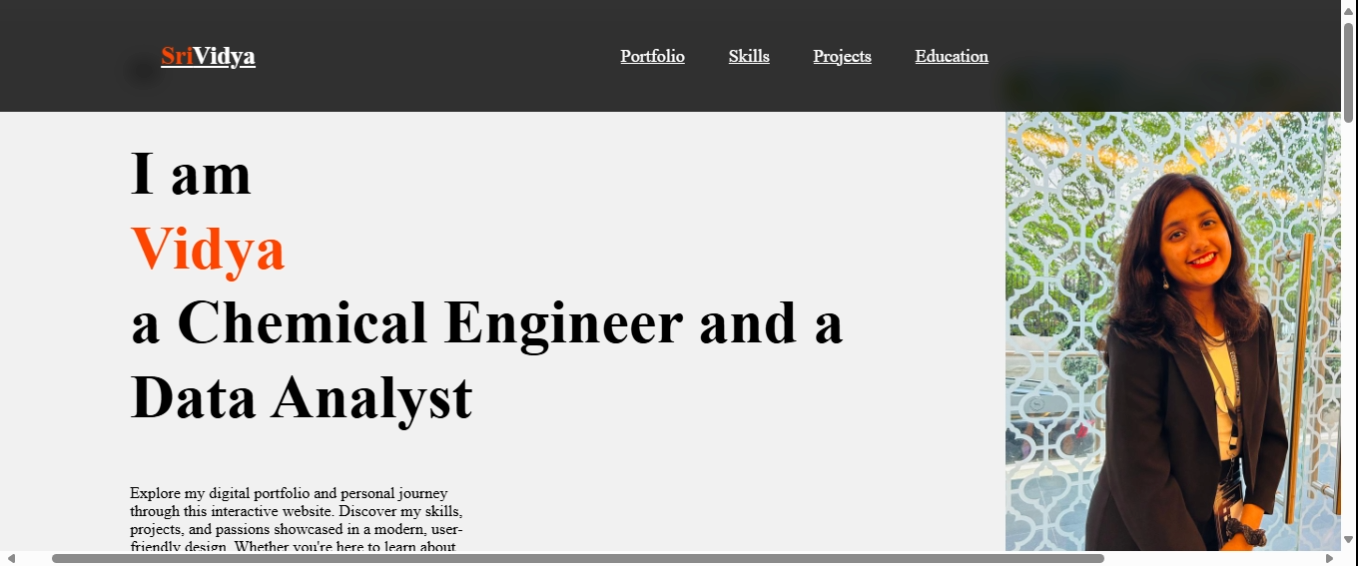 SriVidya
Portfolio Skills Projects Education
I am
Vidya
a Chemical Engineer and a
Data Analyst
Explore my digital portfolio and personal journey
through this interactive website. Discover my skills,
projects, and passions showcased in a modern, user-
friendly design. Whether you're here to learn about